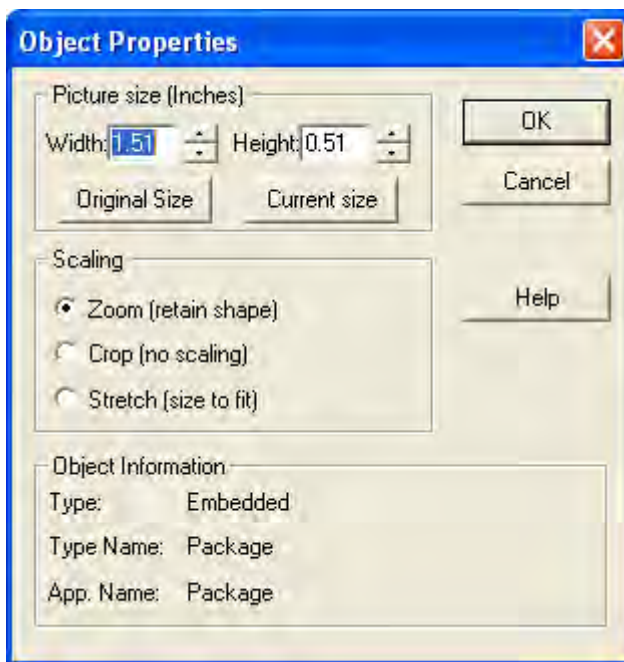 Object Properties
Picture size (Inches)
Width: 1.51 Height: 0.51
Original Size Current size
OK
Cancel
Scaling
Zoom (retain shape)
Crop (no scaling)
Stretch (size to fit)
Help
Object Information
Type: Embedded
Type Name: Package
App. Name: Package